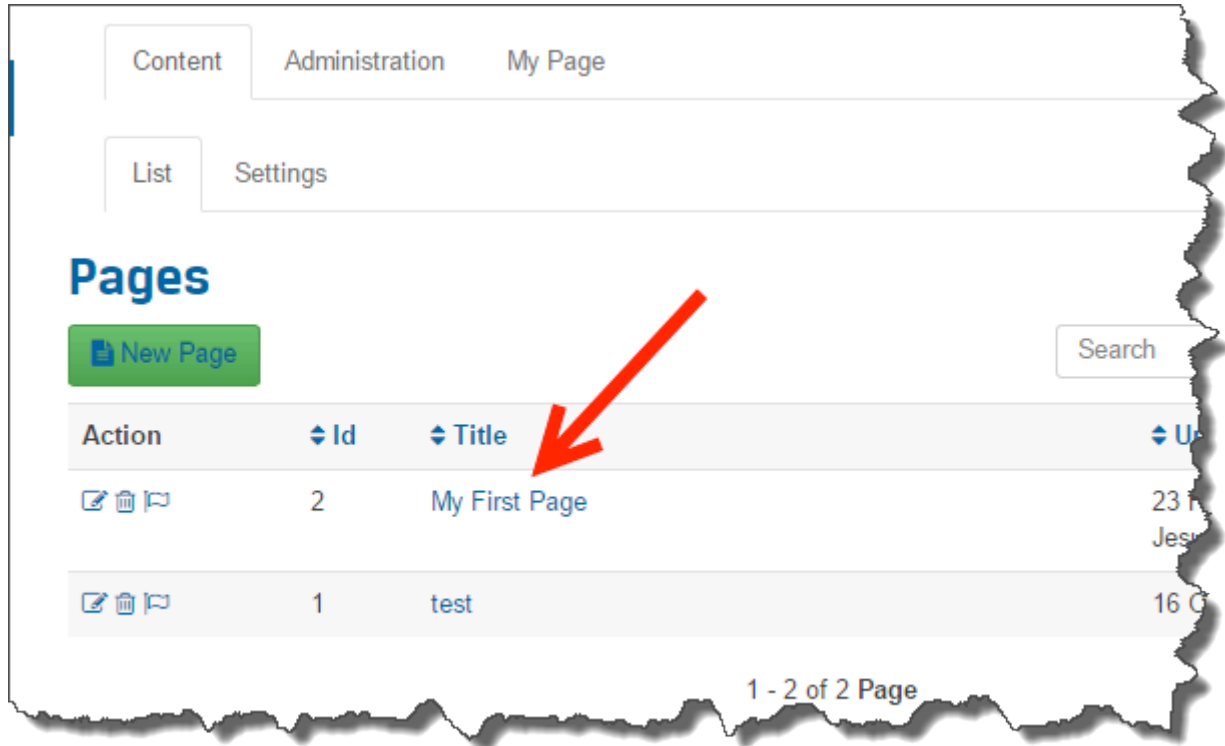 Content Administration My Page
List Settings
Pages
New Page
Search
Action Id Title
2 My First Page 23
1 test 16
1 - 2 of 2 Page